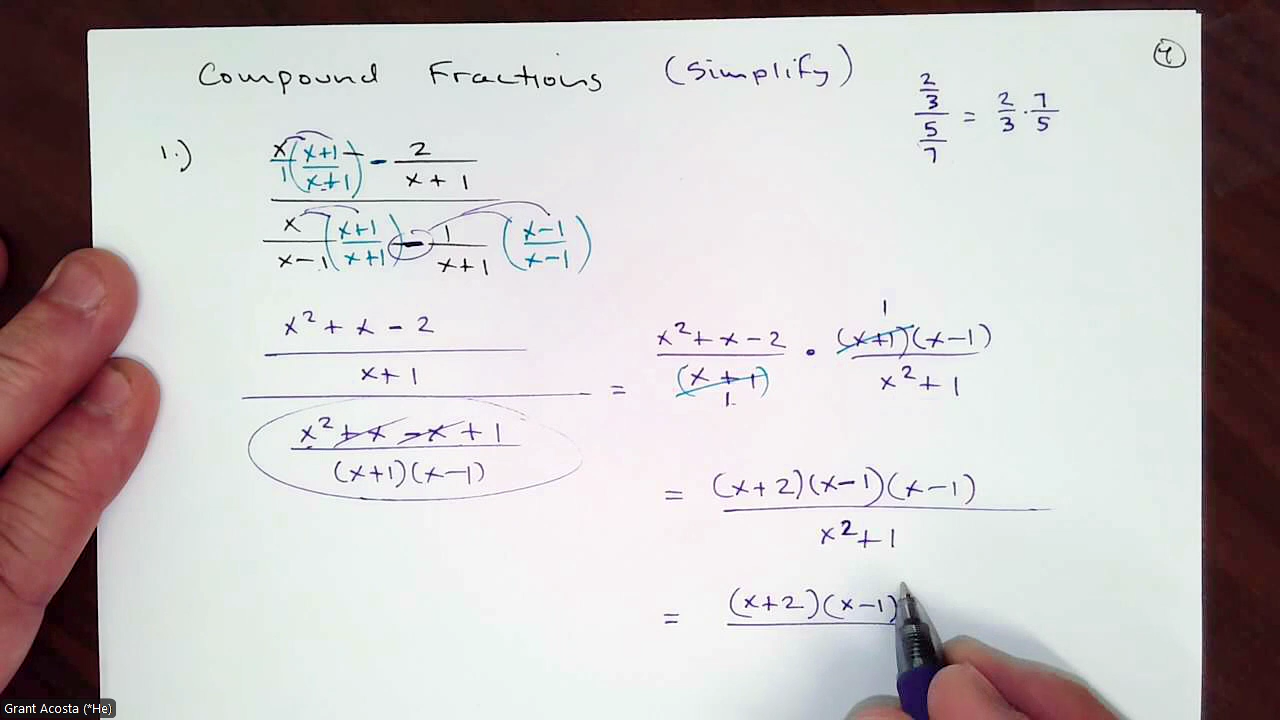 Compound Fractions (simplify)
4
2/3 / 5/7 = 2/3 · 7/5
1.)
x/1 ((x+1)/(x+1)) - 2/(x+1)
x/(x-1) ((x+1)/(x+1)) - 1/(x+1) ((x-1)/(x-1))
x² + x - 2
x+1
x² + x - x + 1
(x+1)(x-1)
= x² + x - 2 / (x+1) · (x+1)(x-1) / x² + 1
1
1
= (x+2)(x-1)(x-1)
x² + 1
= (x+2)(x-1)
Grant Acosta (*He)